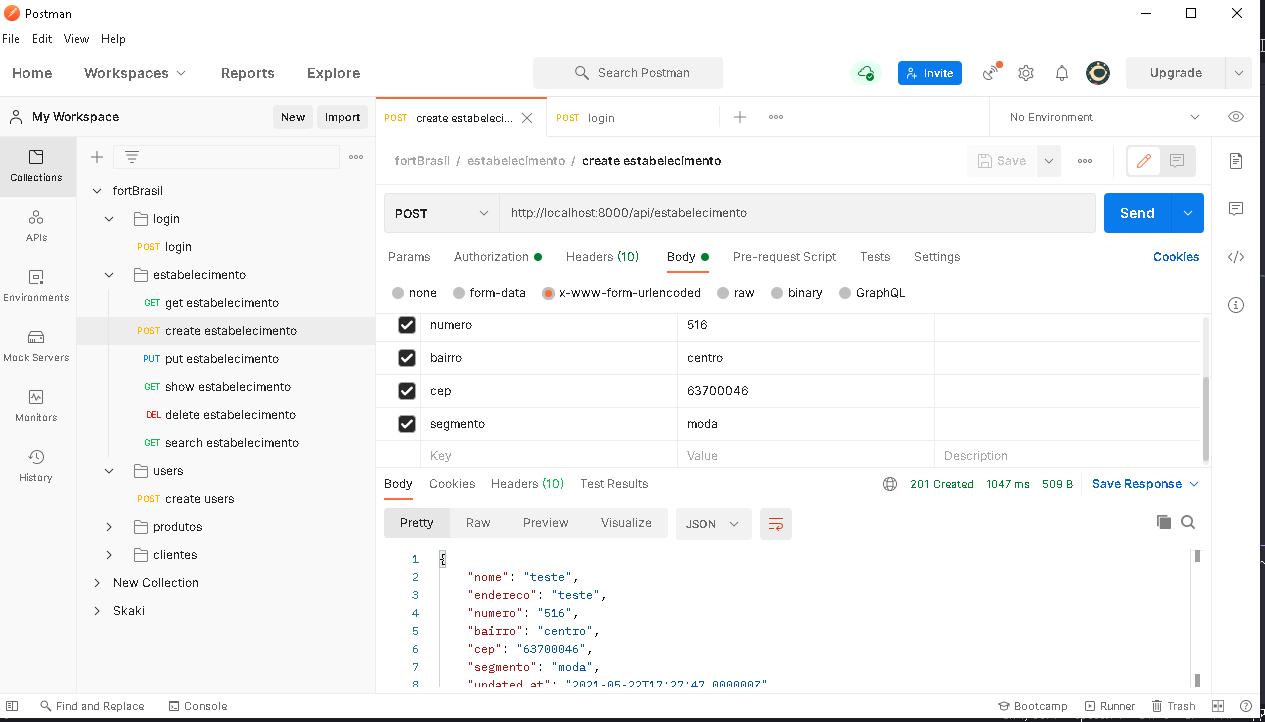 Postman
File Edit View Help
Home Workspaces Reports Explore Search Postman Invite Upgrade
My Workspace New Import
POST create estabeleci... POST login No Environment
fortBrasil / estabelecimento / create estabelecimento Save
Collections
APIs
Environments
Mock Servers
Monitors
History
fortBrasil
login
POST login
estabelecimento
GET get estabelecimento
POST create estabelecimento
PUT put estabelecimento
GET show estabelecimento
DEL delete estabelecimento
GET search estabelecimento
users
POST create users
produtos
clientes
New Collection
Skaki
POST http://localhost:8000/api/estabelecimento Send
Params Authorization Headers (10) Body Pre-request Script Tests Settings Cookies
none form-data x-www-form-urlencoded raw binary GraphQL
numero 516
bairro centro
cep 63700046
segmento moda
Key Value Description
Body Cookies Headers (10) Test Results 201 Created 1047 ms 509 B Save Response
Pretty Raw Preview Visualize JSON
1 {
2 "nome": "teste",
3 "endereco": "teste",
4 "numero": "516",
5 "bairro": "centro",
6 "cep": "63700046",
7 "segmento": "moda",
8 "updated_at": "2021-05-22T17:27:47.000000Z"
Find and Replace Console Bootcamp Runner Trash